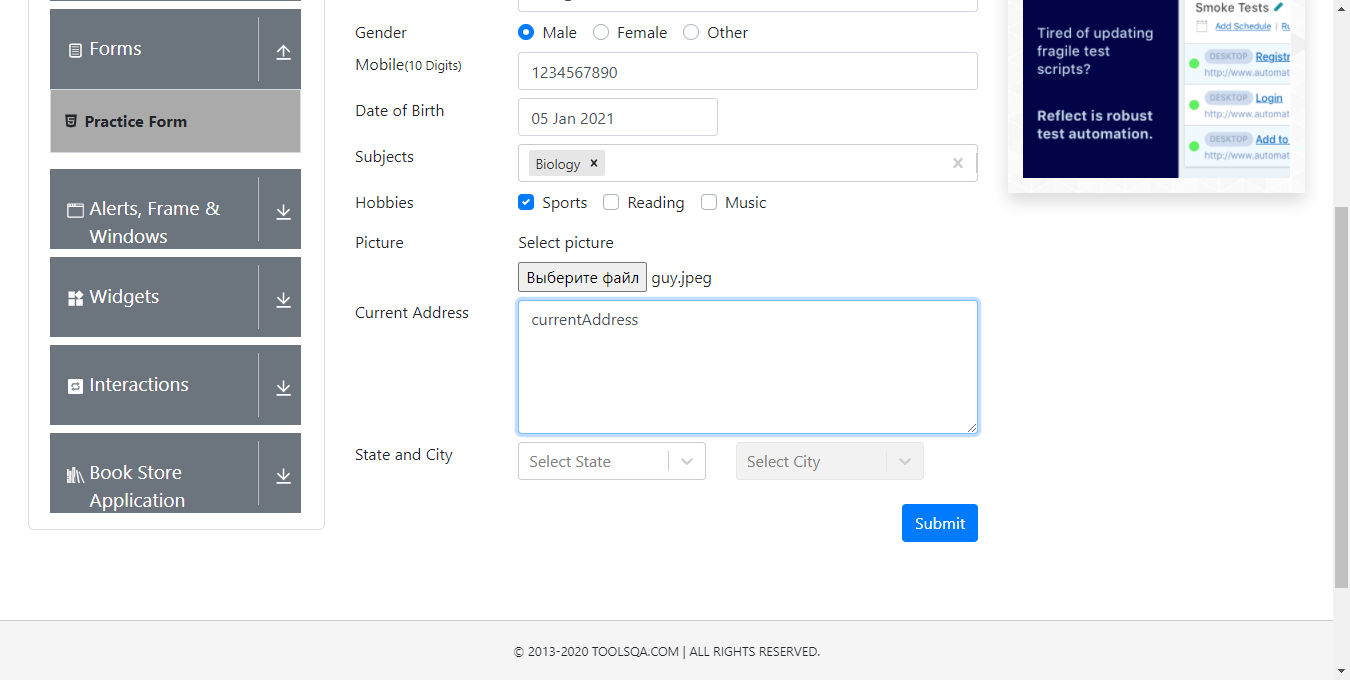 Forms
Practice Form
Alerts, Frame &
Windows
Widgets
Interactions
Book Store
Application
Gender
Male Female Other
Mobile(10 Digits)
1234567890
Date of Birth
05 Jan 2021
Subjects
Biology ×
Hobbies
Sports Reading Music
Picture
Select picture
Выберите файл guy.jpeg
Current Address
currentAddress
State and City
Select State
Select City
Submit
Tired of updating
fragile test
scripts?
Reflect is robust
test automation.
Smoke Tests
Add Schedule |
DESKTOP Registr
http://www.automat
DESKTOP Login
http://www.automat
DESKTOP Add to
http://www.automat
© 2013-2020 TOOLSQA.COM | ALL RIGHTS RESERVED.